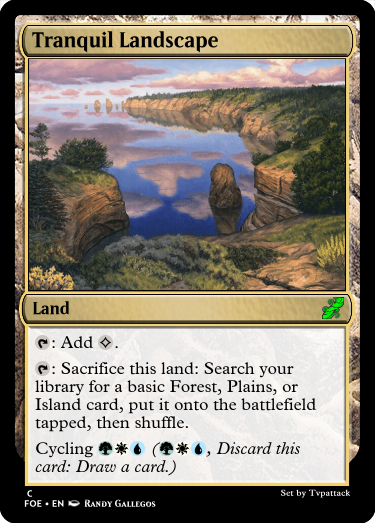 Tranquil Landscape
Land
: Add .
: Sacrifice this land: Search your
library for a basic Forest, Plains, or
Island card, put it onto the battlefield
tapped, then shuffle.
Cycling (, Discard this
card: Draw a card.)
C
FOE • EN RANDY GALLEGOS
Set by Tvpattack